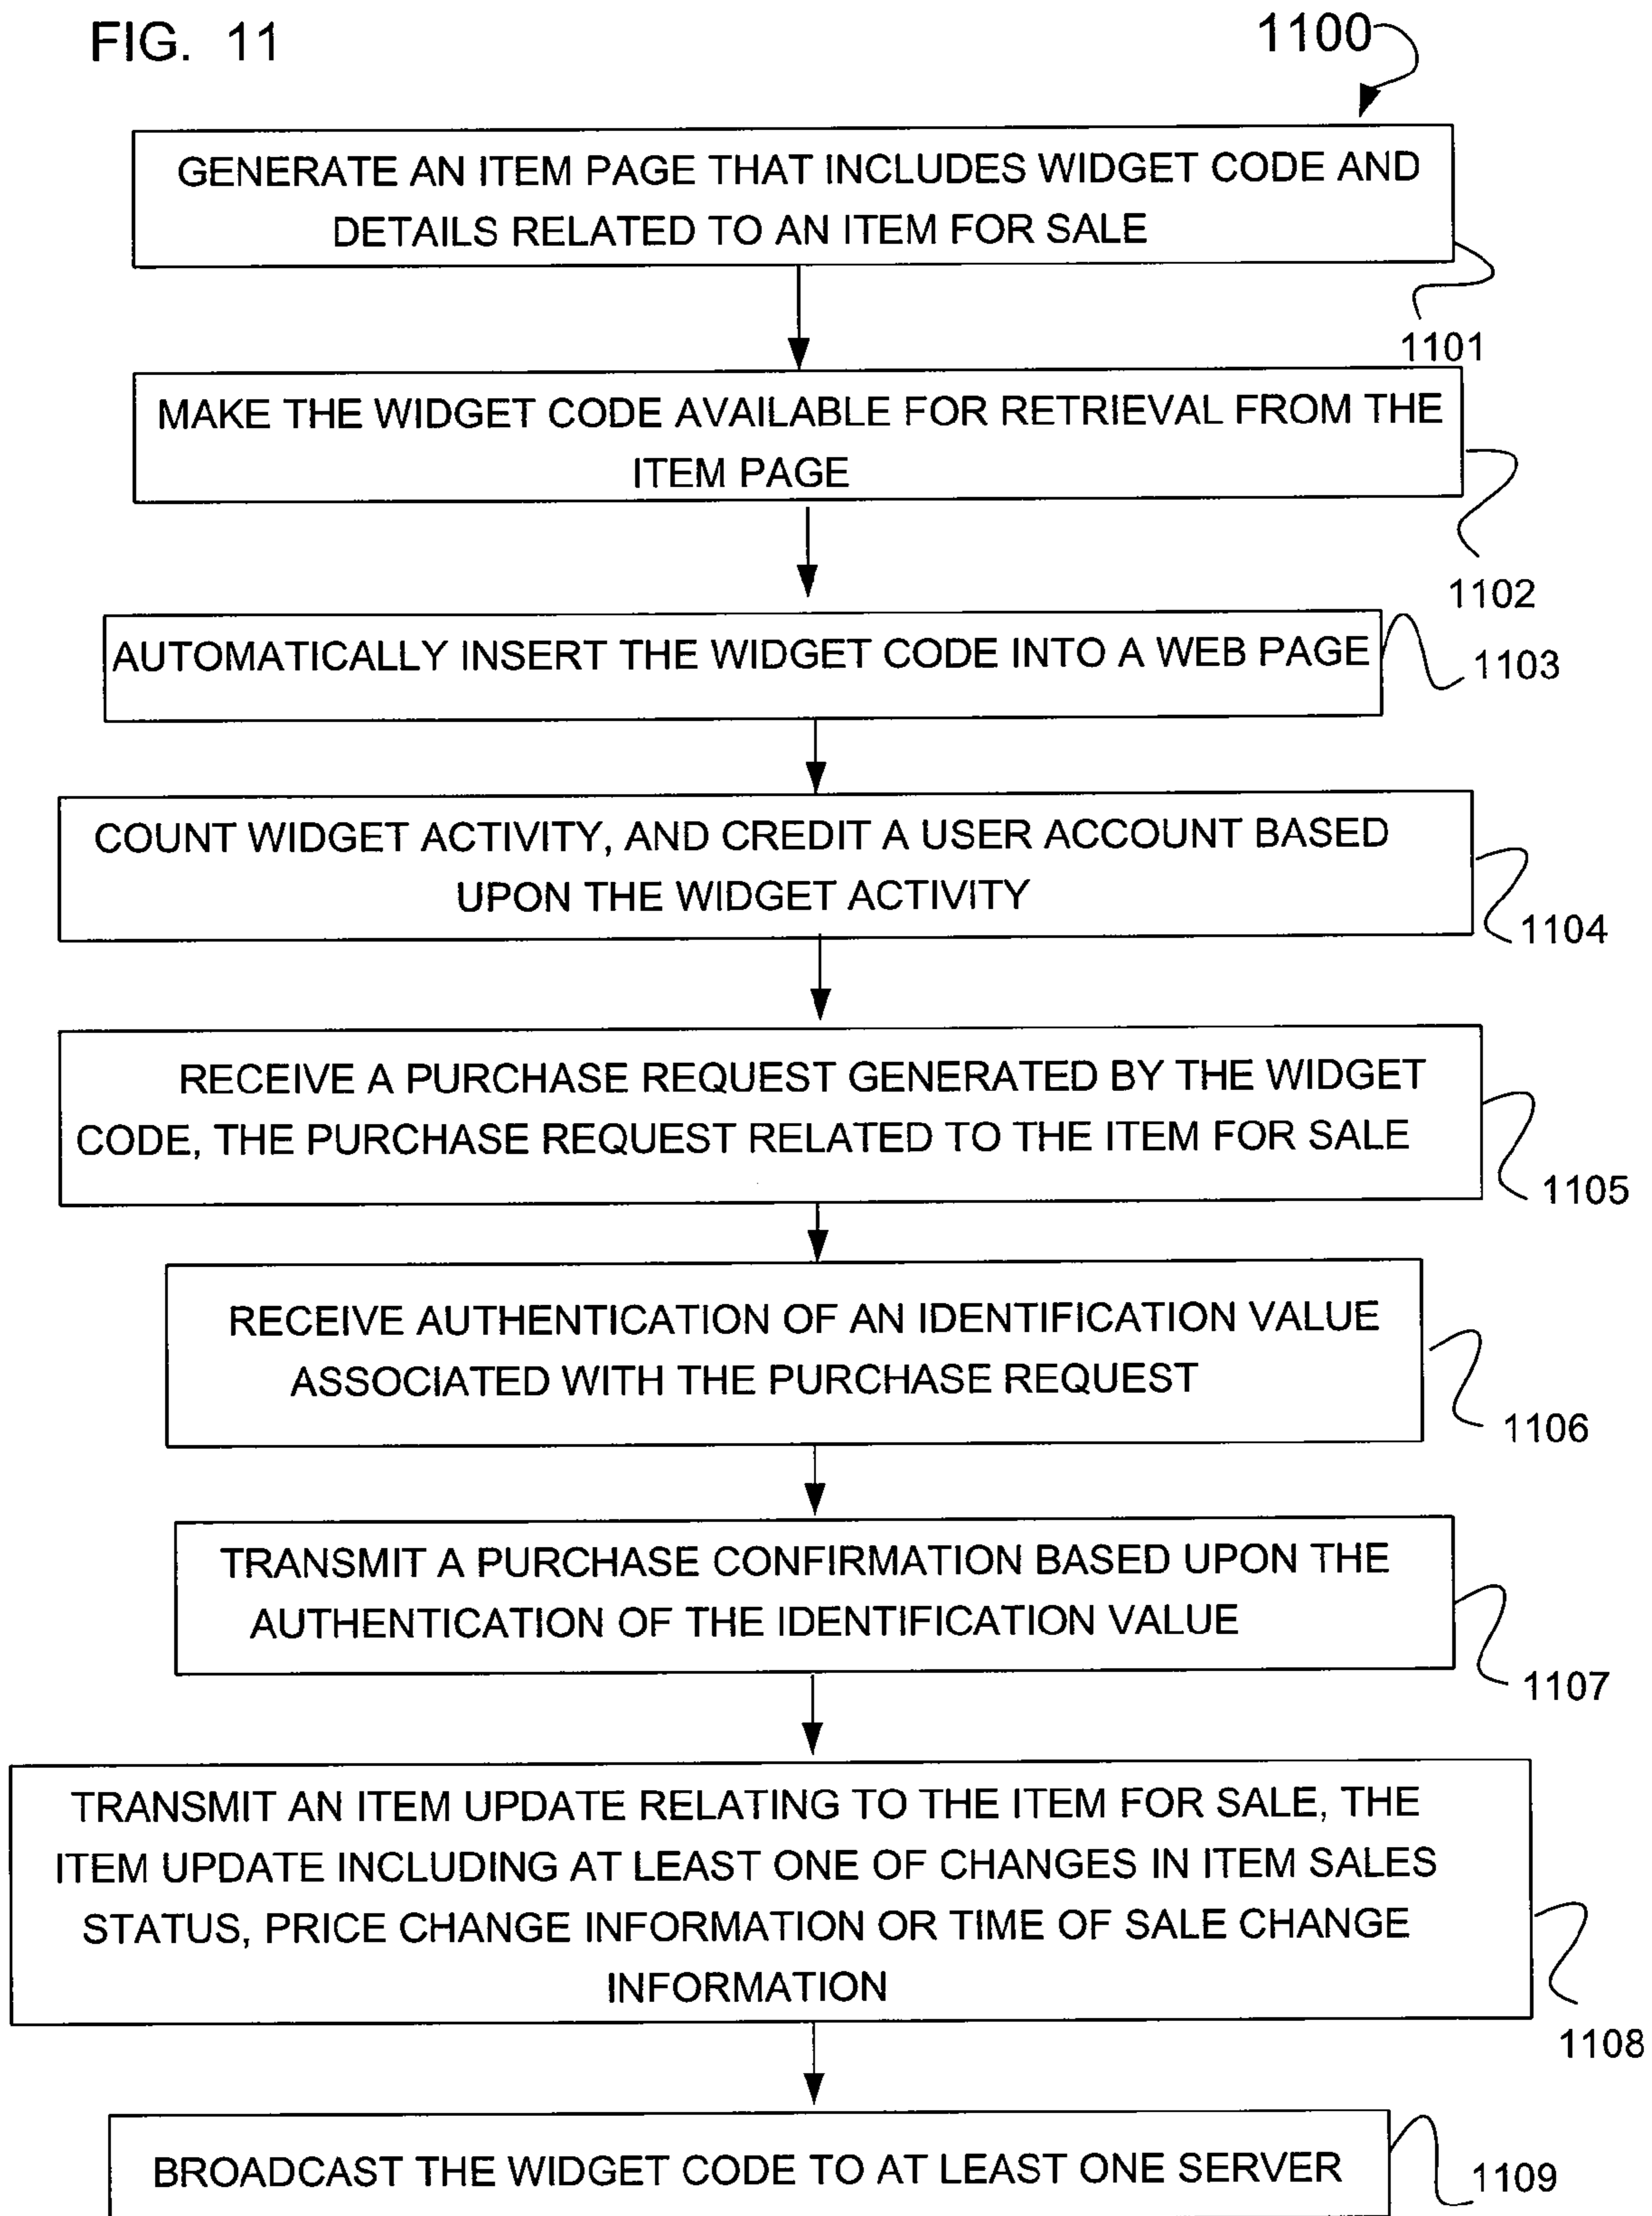 FIG. 11
1100
GENERATE AN ITEM PAGE THAT INCLUDES WIDGET CODE AND
DETAILS RELATED TO AN ITEM FOR SALE
1101
MAKE THE WIDGET CODE AVAILABLE FOR RETRIEVAL FROM THE
ITEM PAGE
1102
AUTOMATICALLY INSERT THE WIDGET CODE INTO A WEB PAGE
1103
COUNT WIDGET ACTIVITY, AND CREDIT A USER ACCOUNT BASED
UPON THE WIDGET ACTIVITY
1104
RECEIVE A PURCHASE REQUEST GENERATED BY THE WIDGET
CODE, THE PURCHASE REQUEST RELATED TO THE ITEM FOR SALE
1105
RECEIVE AUTHENTICATION OF AN IDENTIFICATION VALUE
ASSOCIATED WITH THE PURCHASE REQUEST
1106
TRANSMIT A PURCHASE CONFIRMATION BASED UPON THE
AUTHENTICATION OF THE IDENTIFICATION VALUE
1107
TRANSMIT AN ITEM UPDATE RELATING TO THE ITEM FOR SALE, THE
ITEM UPDATE INCLUDING AT LEAST ONE OF CHANGES IN ITEM SALES
STATUS, PRICE CHANGE INFORMATION OR TIME OF SALE CHANGE
INFORMATION
1108
BROADCAST THE WIDGET CODE TO AT LEAST ONE SERVER
1109